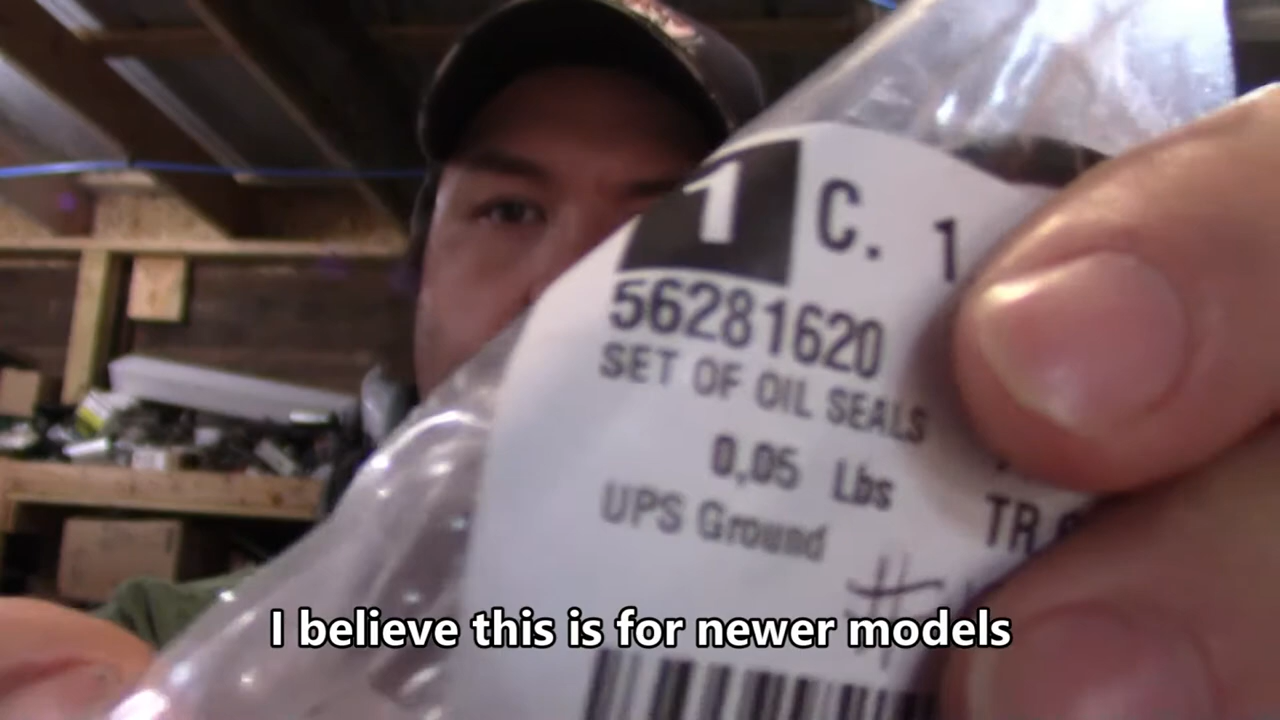 1 C. 1
56281620
SET OF OIL SEALS
0,05 Lbs
UPS Ground
TR
#
I believe this is for newer models